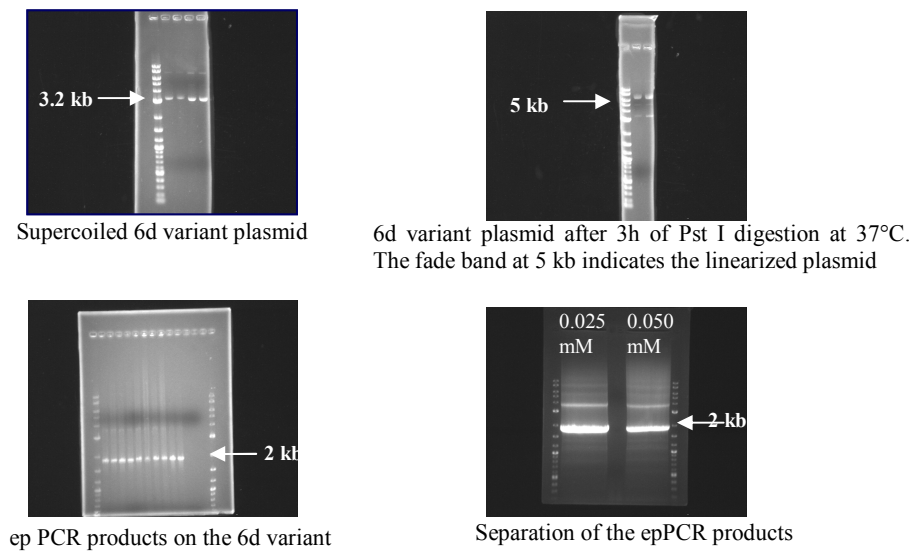 3.2 kb
5 kb
Supercoiled 6d variant plasmid
6d variant plasmid after 3h of Pst I digestion at 37°C.
The fade band at 5 kb indicates the linearized plasmid
2 kb
0.025
mM
0.050
mM
2 kb
ep PCR products on the 6d variant
Separation of the epPCR products